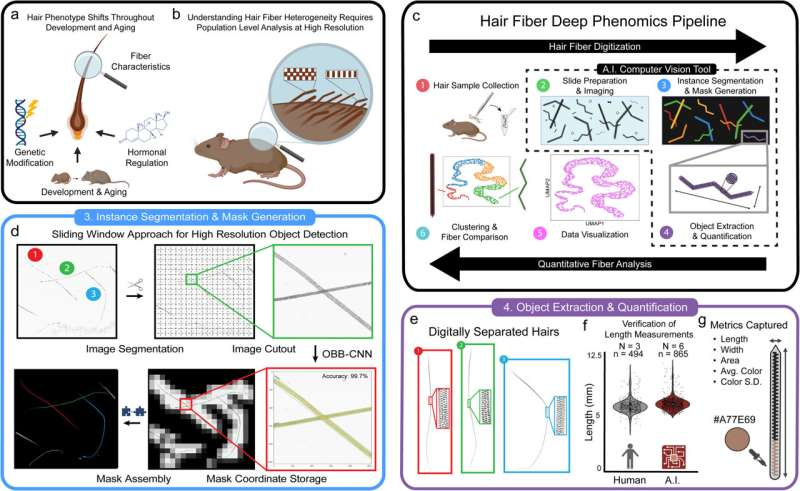 a
Hair Phenotype Shifts Throughout
Development and Aging
Fiber
Characteristics
Genetic
Modification
Hormonal
Regulation
Development & Aging
b
Understanding Hair Fiber Heterogeneity Requires
Population Level Analysis at High Resolution
c
Hair Fiber Deep Phenomics Pipeline
Hair Fiber Digitization
A.I. Computer Vision Tool
1 Hair Sample Collection
2 Slide Preparation
& Imaging
3 Instance Segmentation
& Mask Generation
UMAP2
UMAP1
6 Clustering &
Fiber Comparison
5 Data Visualization
4 Object Extraction
& Quantification
Quantitative Fiber Analysis
3. Instance Segmentation & Mask Generation
d
Sliding Window Approach for High Resolution Object Detection
1
2
3
Image Segmentation
Image Cutout
OBB-CNN
Accuracy: 99.7%
Mask Assembly
Mask Coordinate Storage
4. Object Extraction & Quantification
e
Digitally Separated Hairs
1
2
3
f
Verification of
Length Measurements
N = 3
n = 494
N = 6
n = 865
Length (mm)
12.5
6
0
Human
A.I.
g
Metrics Captured
• Length
• Width
• Area
• Avg. Color
• Color S.D.
#A77E69